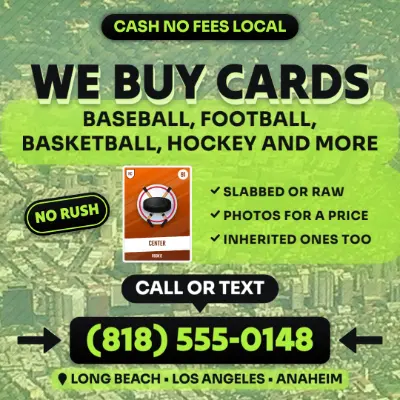 CASH NO FEES LOCAL
WE BUY CARDS
BASEBALL, FOOTBALL,
BASKETBALL, HOCKEY AND MORE
NO RUSH
CENTER
✓ SLABBED OR RAW
✓ PHOTOS FOR A PRICE
✓ INHERITED ONES TOO
CALL OR TEXT
(818) 555-0148
LONG BEACH • LOS ANGELES • ANAHEIM